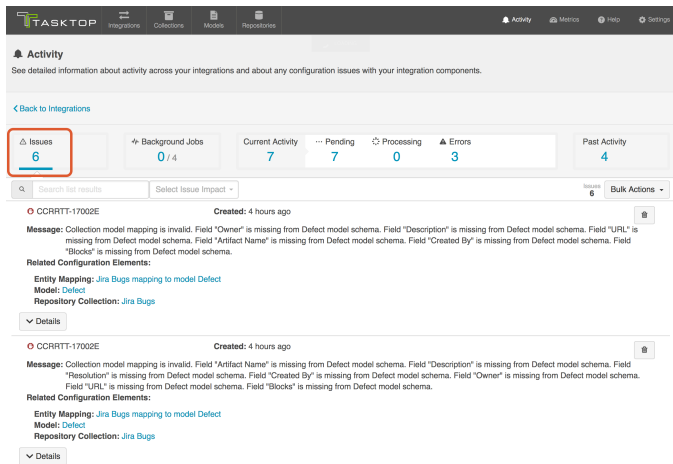 TASKTOP
Integrations Collections Models Repositories
Activity Metrics Help Settings
Activity
See detailed information about activity across your integrations and about any configuration issues with your integration components.
Back to Integrations
Issues Background Jobs Current Activity Pending Processing Errors Past Activity
6 0 / 4 7 7 0 3 4
Search list results Select Issue Impact Issues 6 Bulk Actions
CCRRTT-17002E Created: 4 hours ago
Message: Collection model mapping is invalid. Field "Owner" is missing from Defect model schema. Field "Description" is missing from Defect model schema. Field "URL" is
missing from Defect model schema. Field "Artifact Name" is missing from Defect model schema. Field "Created By" is missing from Defect model schema. Field
"Blocks" is missing from Defect model schema.
Related Configuration Elements:
Entity Mapping: Jira Bugs mapping to model Defect
Model: Defect
Repository Collection: Jira Bugs
Details
CCRRTT-17002E Created: 4 hours ago
Message: Collection model mapping is invalid. Field "Artifact Name" is missing from Defect model schema. Field "Description" is missing from Defect model schema. Field
"Resolution" is missing from Defect model schema. Field "Created By" is missing from Defect model schema. Field "Owner" is missing from Defect model schema.
Field "URL" is missing from Defect model schema. Field "Blocks" is missing from Defect model schema.
Related Configuration Elements:
Entity Mapping: Jira Bugs mapping to model Defect
Model: Defect
Repository Collection: Jira Bugs
Details